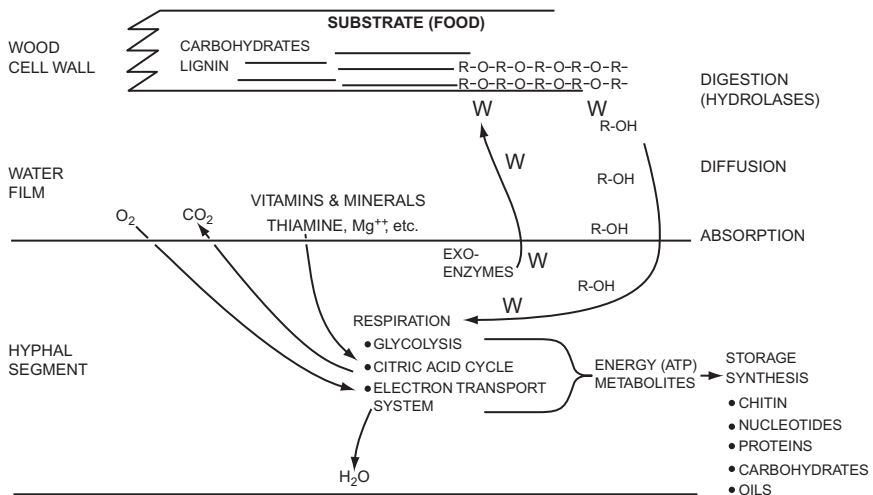 SUBSTRATE (FOOD)
WOOD
CELL WALL
CARBOHYDRATES
LIGNIN
R-O-R-O-R-O-R-O-R-
R-O-R-O-R-O-R-O-R-
DIGESTION
(HYDROLASES)
W
W
R-OH
W
DIFFUSION
WATER
FILM
R-OH
VITAMINS & MINERALS
THIAMINE, Mg⁺⁺, etc.
O₂
CO₂
R-OH
ABSORPTION
EXO-
ENZYMES
W
R-OH
W
RESPIRATION
HYPHAL
SEGMENT
• GLYCOLYSIS
• CITRIC ACID CYCLE
• ELECTRON TRANSPORT
SYSTEM
ENERGY (ATP)
METABOLITES
STORAGE
SYNTHESIS
• CHITIN
• NUCLEOTIDES
• PROTEINS
• CARBOHYDRATES
• OILS
H₂O